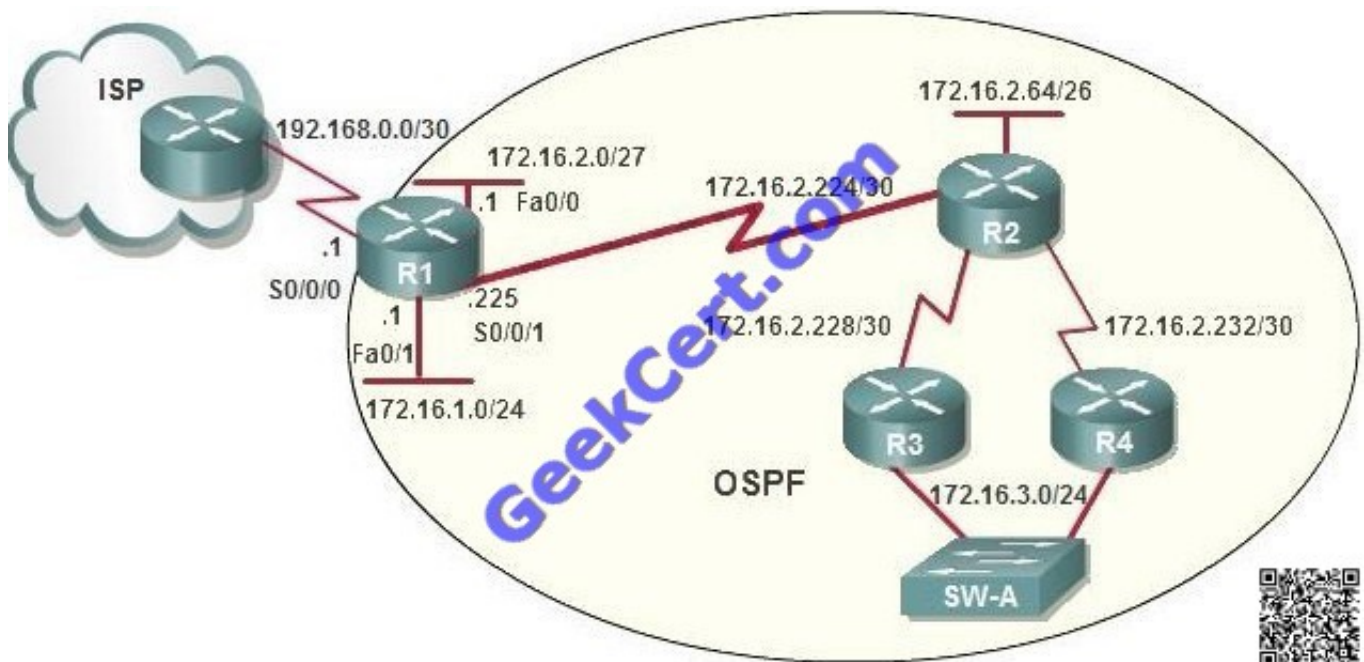 ISP
192.168.0.0/30
172.16.2.0/27
.1 Fa0/0
172.16.2.64/26
172.16.2.224/30
R2
.1
S0/0/0
R1
.225
S0/0/1
.1
Fa0/1
172.16.1.0/24
172.16.2.228/30
172.16.2.232/30
R3
R4
OSPF
172.16.3.0/24
SW-A
GeekCert.com